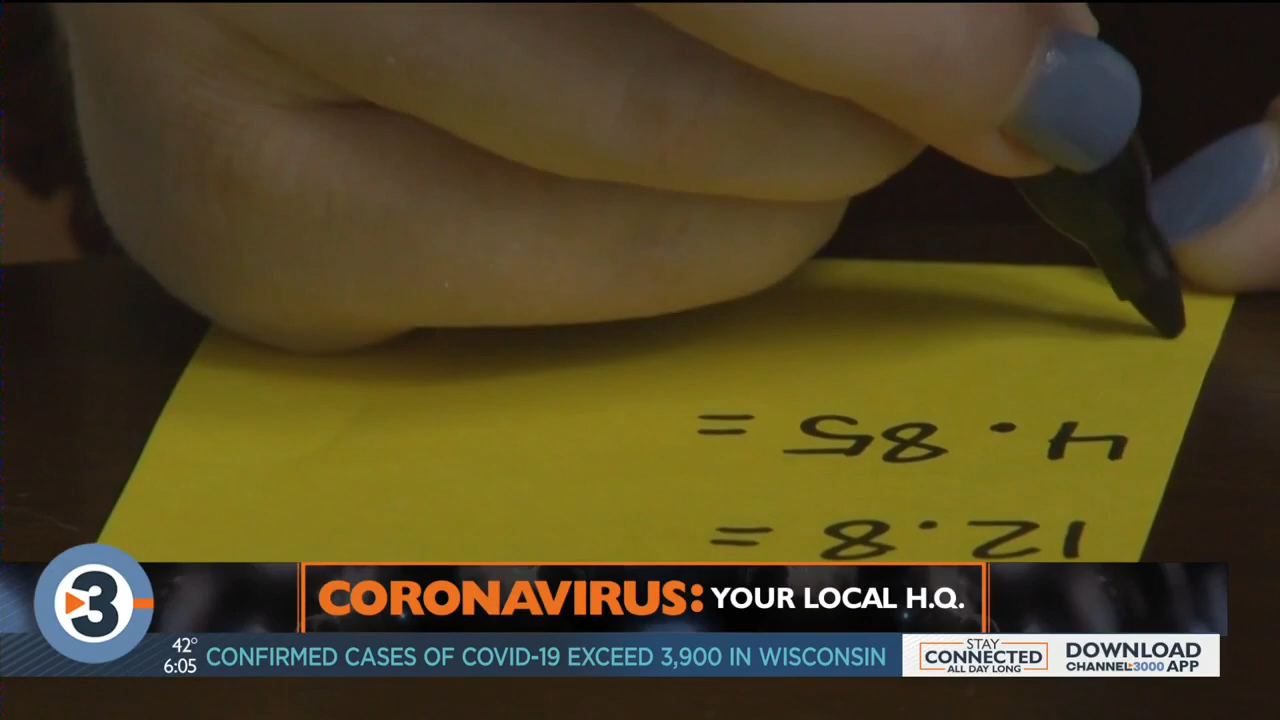 12.8 =
4.85 =
CORONAVIRUS: YOUR LOCAL H.Q.
3
42°
6:05
CONFIRMED CASES OF COVID-19 EXCEED 3,900 IN WISCONSIN
STAY
CONNECTED
ALL DAY LONG
DOWNLOAD
CHANNEL3000 APP